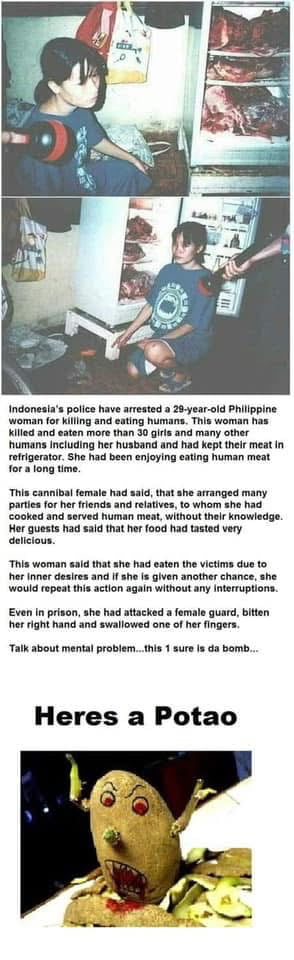 Indonesia's police have arrested a 29-year-old Philippine
woman for killing and eating humans. This woman has
killed and eaten more than 30 girls and many other
humans including her husband and had kept their meat in
refrigerator. She had been enjoying eating human meat
for a long time.
This cannibal female had said, that she arranged many
parties for her friends and relatives, to whom she had
cooked and served human meat, without their knowledge.
Her guests had said that her food had tasted very
delicious.
This woman said that she had eaten the victims due to
her inner desires and if she is given another chance, she
would repeat this action again without any interruptions.
Even in prison, she had attacked a female guard, bitten
her right hand and swallowed one of her fingers.
Talk about mental problem...this 1 sure is da bomb...
Heres a Potao